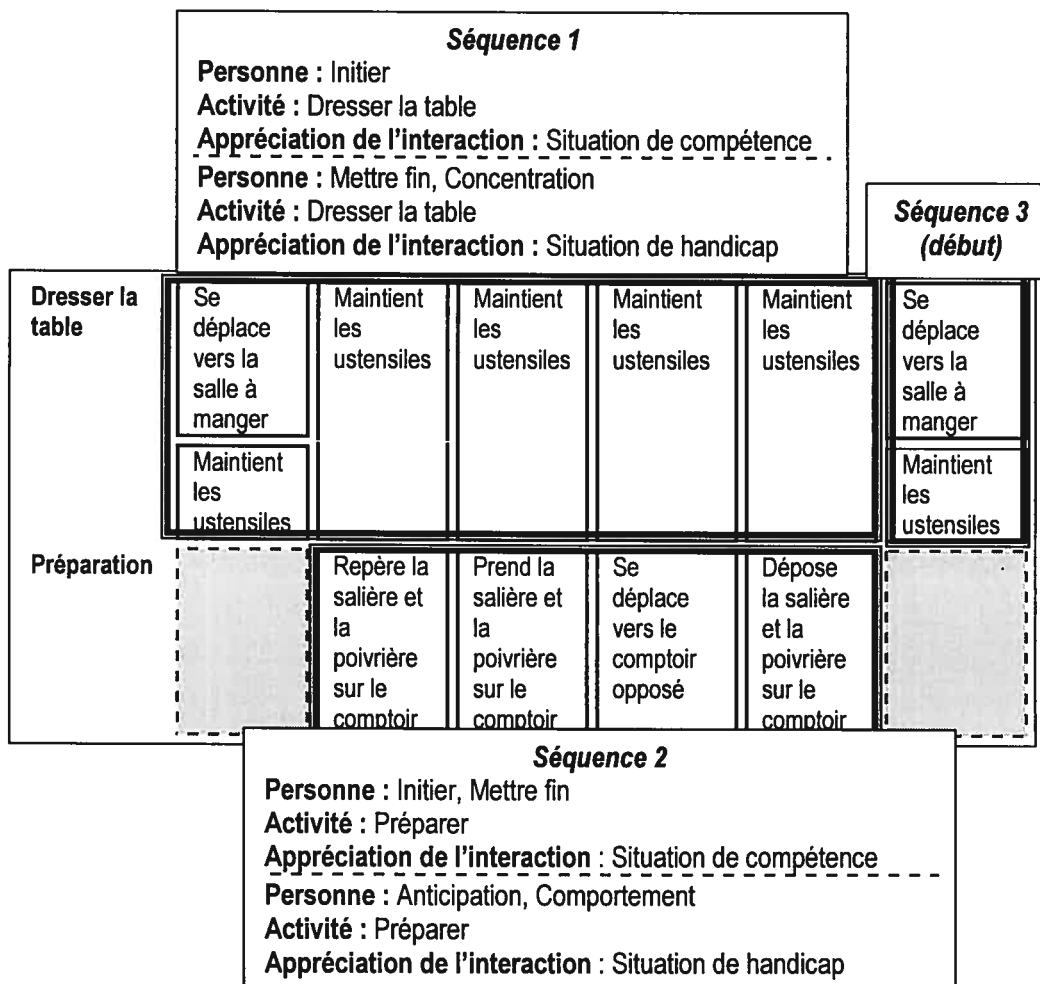 Séquence 1
Personne : Initier
Activité : Dresser la table
Appréciation de l'interaction : Situation de compétence
Personne : Mettre fin, Concentration
Activité : Dresser la table
Appréciation de l'interaction : Situation de handicap
Séquence 3
(début)
Dresser la
table
Se
déplace
vers la
salle à
manger
Maintient
les
ustensiles
Maintient
les
ustensiles
Maintient
les
ustensiles
Maintient
les
ustensiles
Maintient
les
ustensiles
Se
déplace
vers la
salle à
manger
Maintient
les
ustensiles
Préparation
Repère la
salière et
la
poivrière
sur le
comptoir
Prend la
salière et
la
poivrière
sur le
comptoir
Se
déplace
vers le
comptoir
opposé
Dépose
la salière
et la
poivrière
sur le
comptoir
Séquence 2
Personne : Initier, Mettre fin
Activité : Préparer
Appréciation de l'interaction : Situation de compétence
Personne : Anticipation, Comportement
Activité : Préparer
Appréciation de l'interaction : Situation de handicap